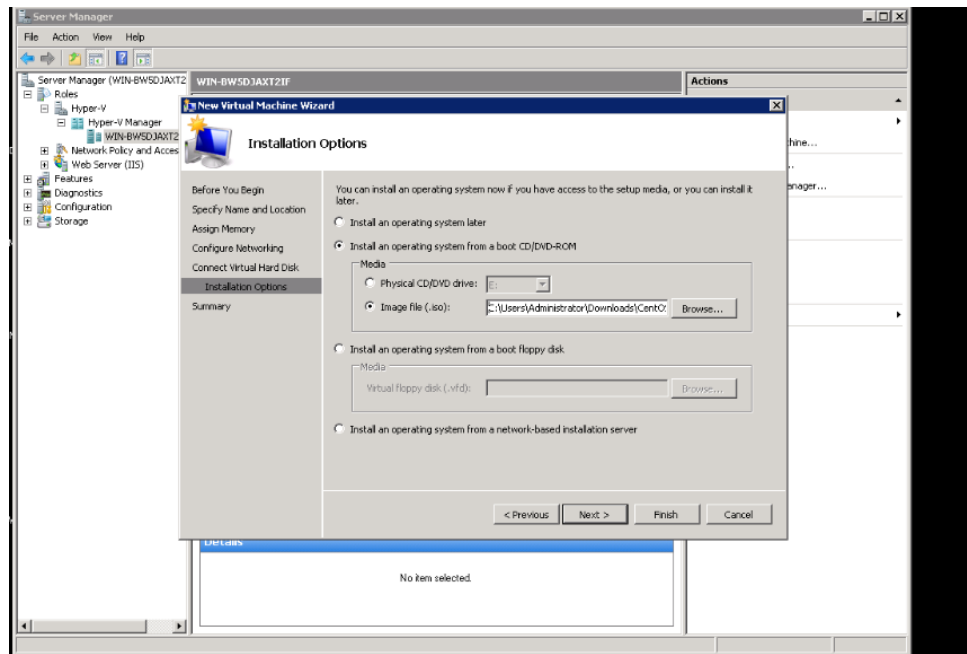 Server Manager
File Action View Help
Server Manager (WIN-BW5DJAXT2
Roles
Hyper-V
Hyper-V Manager
WIN-BW5DJAXT2
Network Policy and Acces
Web Server (IIS)
Features
Diagnostics
Configuration
Storage
WIN-BW5DJAXT2IF
Actions
hine...
anager...
New Virtual Machine Wizard
Installation Options
Before You Begin
Specify Name and Location
Assign Memory
Configure Networking
Connect Virtual Hard Disk
Installation Options
Summary
You can install an operating system now if you have access to the setup media, or you can install it
later.
Install an operating system later
Install an operating system from a boot CD/DVD-ROM
Media
Physical CD/DVD drive: E:
Image file (.iso): C:\Users\Administrator\Downloads\CentO Browse...
Install an operating system from a boot floppy disk
Media
Virtual floppy disk (.vfd): Browse...
Install an operating system from a network-based installation server
< Previous Next > Finish Cancel
Details
No item selected.